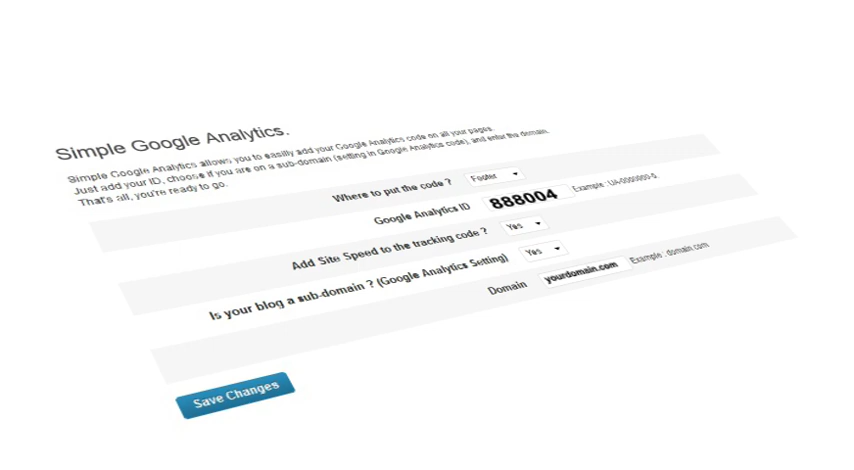 Simple Google Analytics.
Simple Google Analytics allows you to easilly add your Google Analytics code on all your pages.
Just add your ID, choose if you are on a sub-domain (setting in Google Analytics code), and enter the domain.
That's all, you're ready to go.
Where to put the code ? Footer
Google Analytics ID 888004 Example : UA-0000000-0.
Add Site Speed to the tracking code ? Yes
Is your blog a sub-domain ? (Google Analytics Setting) Yes
Domain yourdomain.com Example : domain.com
Save Changes